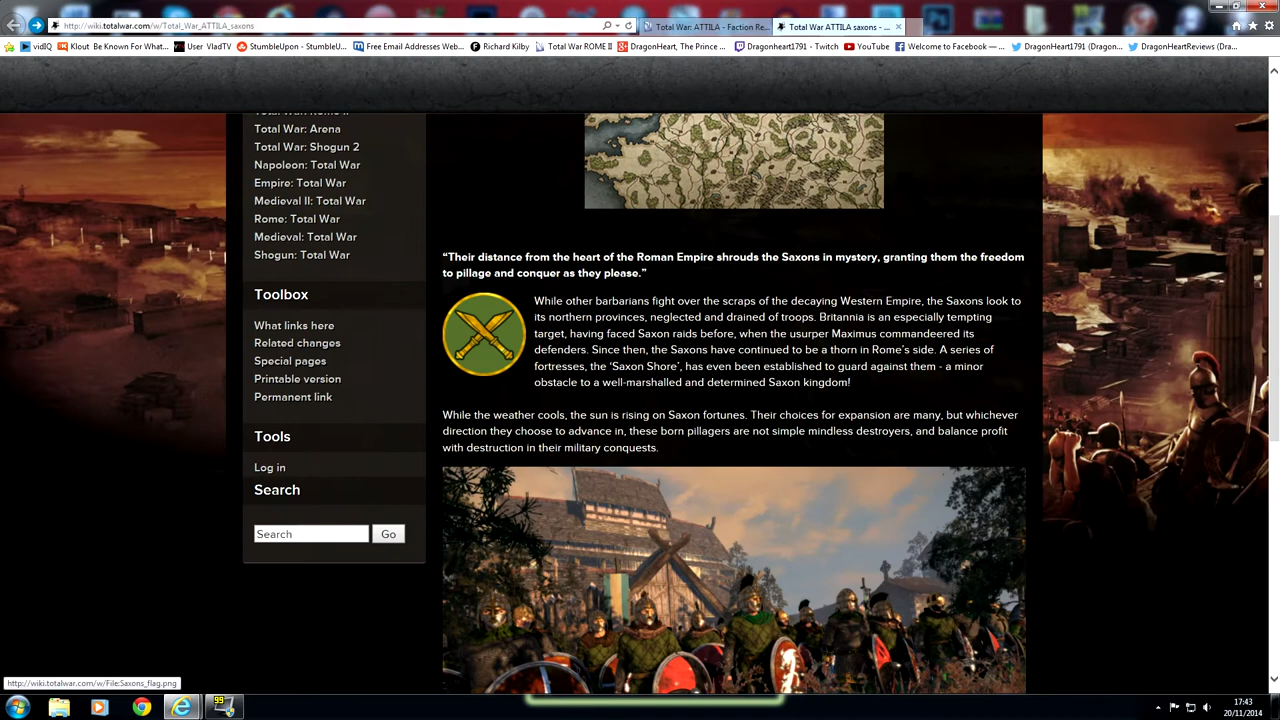 http://wiki.totalwar.com/w/Total_War_ATTILA_saxons
Total War: ATTILA - Faction Re...
Total War ATTILA saxons - ...
vidIQ
Klout Be Known For What...
User VladTV
StumbleUpon - StumbleU...
Free Email Addresses Web...
Richard Kilby
Total War ROME II
DragonHeart, The Prince ...
Dragonheart1791 - Twitch
YouTube
Welcome to Facebook — ...
DragonHeart1791 (Dragon...
DragonHeartReviews (Dra...
Total War: Rome II
Total War: Arena
Total War: Shogun 2
Napoleon: Total War
Empire: Total War
Medieval II: Total War
Rome: Total War
Medieval: Total War
Shogun: Total War
Toolbox
What links here
Related changes
Special pages
Printable version
Permanent link
Tools
Log in
Search
Search
Go
“Their distance from the heart of the Roman Empire shrouds the Saxons in mystery, granting them the freedom
to pillage and conquer as they please.”
While other barbarians fight over the scraps of the decaying Western Empire, the Saxons look to
its northern provinces, neglected and drained of troops. Britannia is an especially tempting
target, having faced Saxon raids before, when the usurper Maximus commandeered its
defenders. Since then, the Saxons have continued to be a thorn in Rome’s side. A series of
fortresses, the ‘Saxon Shore’, has even been established to guard against them - a minor
obstacle to a well-marshalled and determined Saxon kingdom!
While the weather cools, the sun is rising on Saxon fortunes. Their choices for expansion are many, but whichever
direction they choose to advance in, these born pillagers are not simple mindless destroyers, and balance profit
with destruction in their military conquests.
http://wiki.totalwar.com/w/File:Saxons_flag.png
99
17:43
20/11/2014